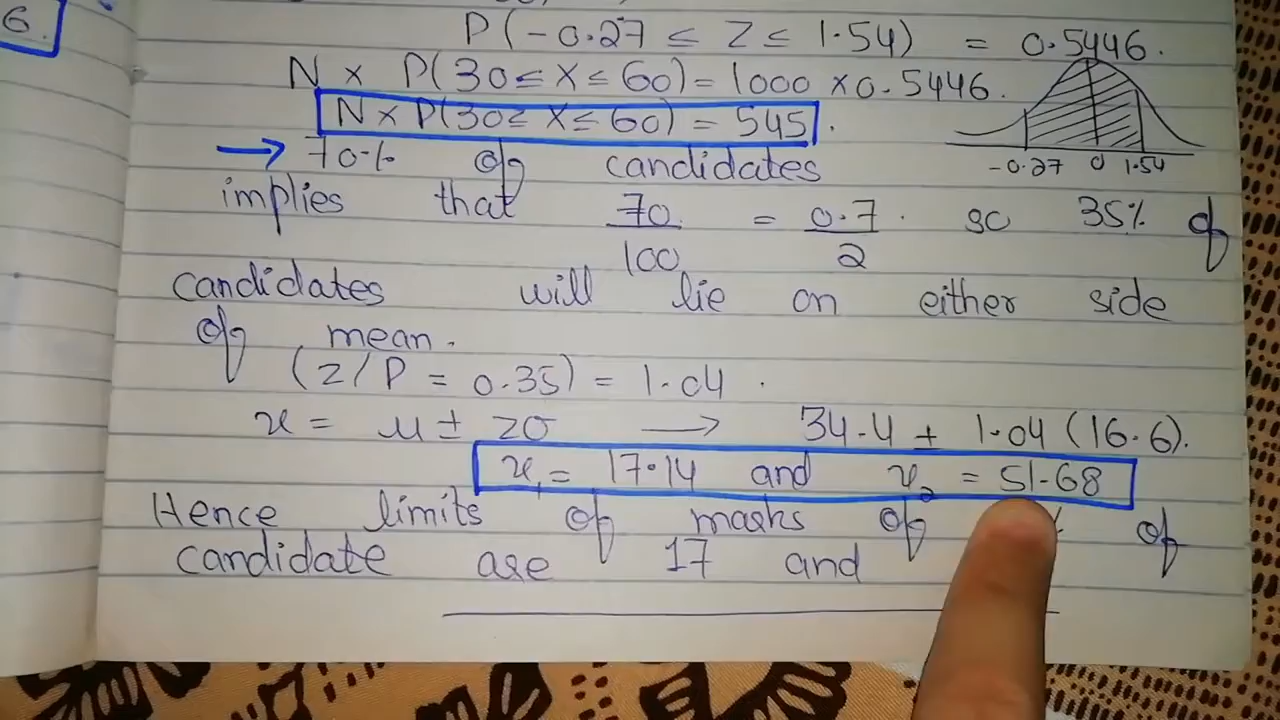 6.
P(-0.27 ≤ Z ≤ 1.54) = 0.5446.
N × P(30 ≤ X ≤ 60) = 1000 × 0.5446.
N × P(30 ≤ X ≤ 60) = 545.
-0.27 0 1.54
→ 70% of candidates
implies that 70/100 = 0.7/2. so 35% of
candidates will lie on either side
of mean.
(Z/P = 0.35) = 1.04.
x = μ ± zσ → 34.4 ± 1.04 (16.6).
x₁ = 17.14 and x₂ = 51.68
Hence limits of marks of % of
candidate are 17 and